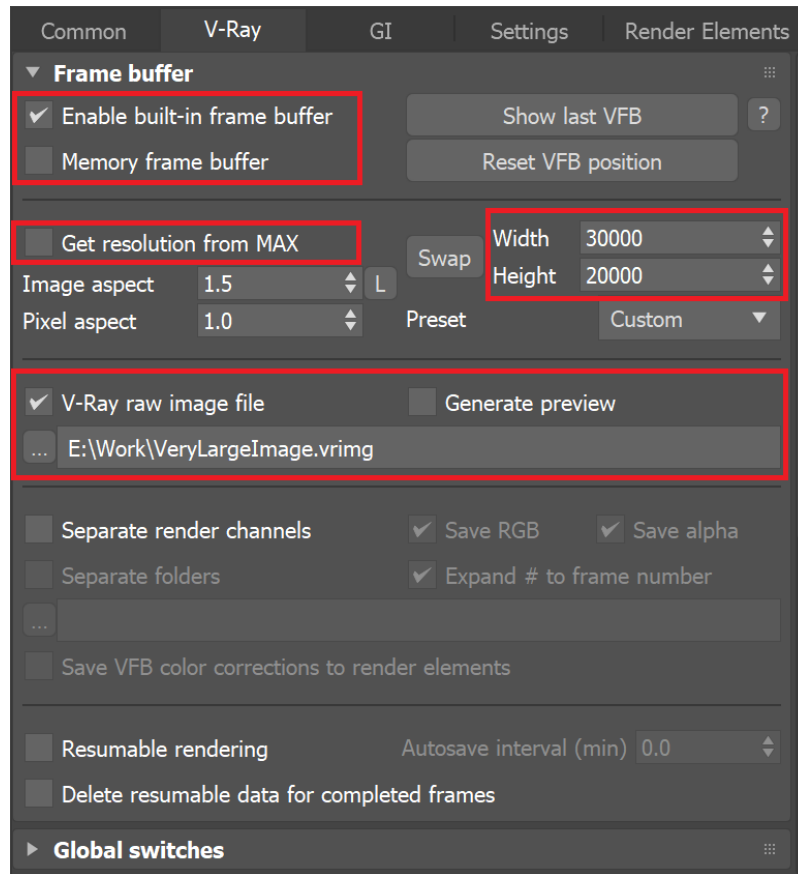 Common V-Ray GI Settings Render Elements
Frame buffer
Enable built-in frame buffer Show last VFB ?
Memory frame buffer Reset VFB position
Get resolution from MAX Swap Width 30000
Image aspect 1.5 L Height 20000
Pixel aspect 1.0 Preset Custom
V-Ray raw image file Generate preview
... E:\Work\VeryLargeImage.vrimg
Separate render channels Save RGB Save alpha
Separate folders Expand # to frame number
...
Save VFB color corrections to render elements
Resumable rendering Autosave interval (min) 0.0
Delete resumable data for completed frames
Global switches